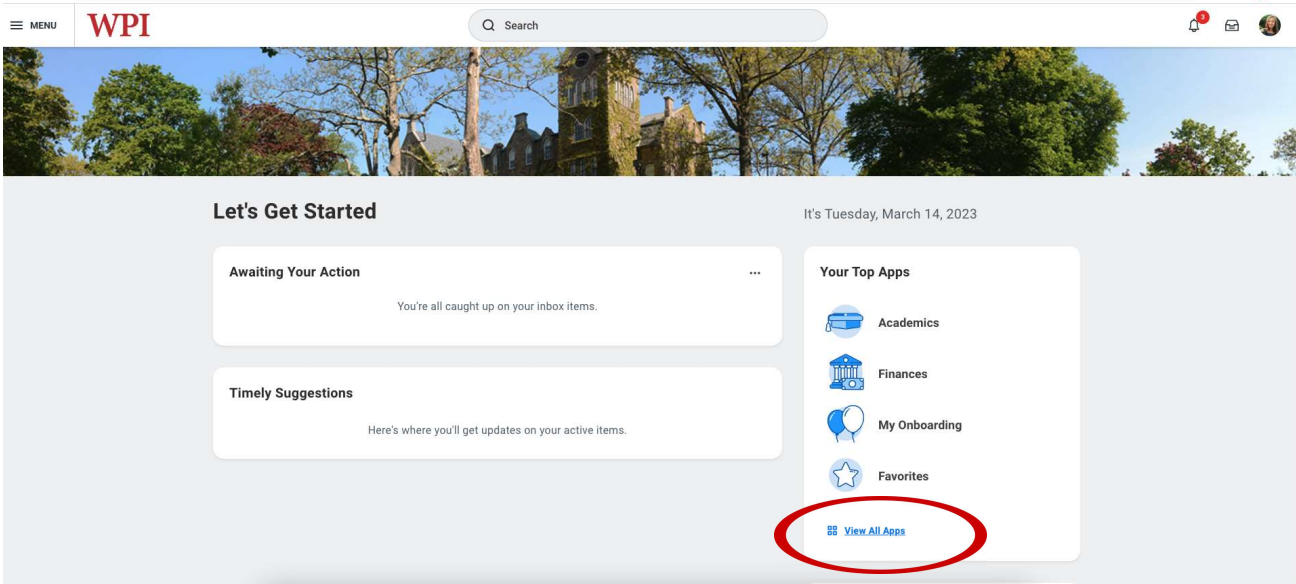 MENU
WPI
Search
3
Let's Get Started
It's Tuesday, March 14, 2023
Awaiting Your Action
You're all caught up on your inbox items.
Timely Suggestions
Here's where you'll get updates on your active items.
Your Top Apps
Academics
Finances
My Onboarding
Favorites
View All Apps